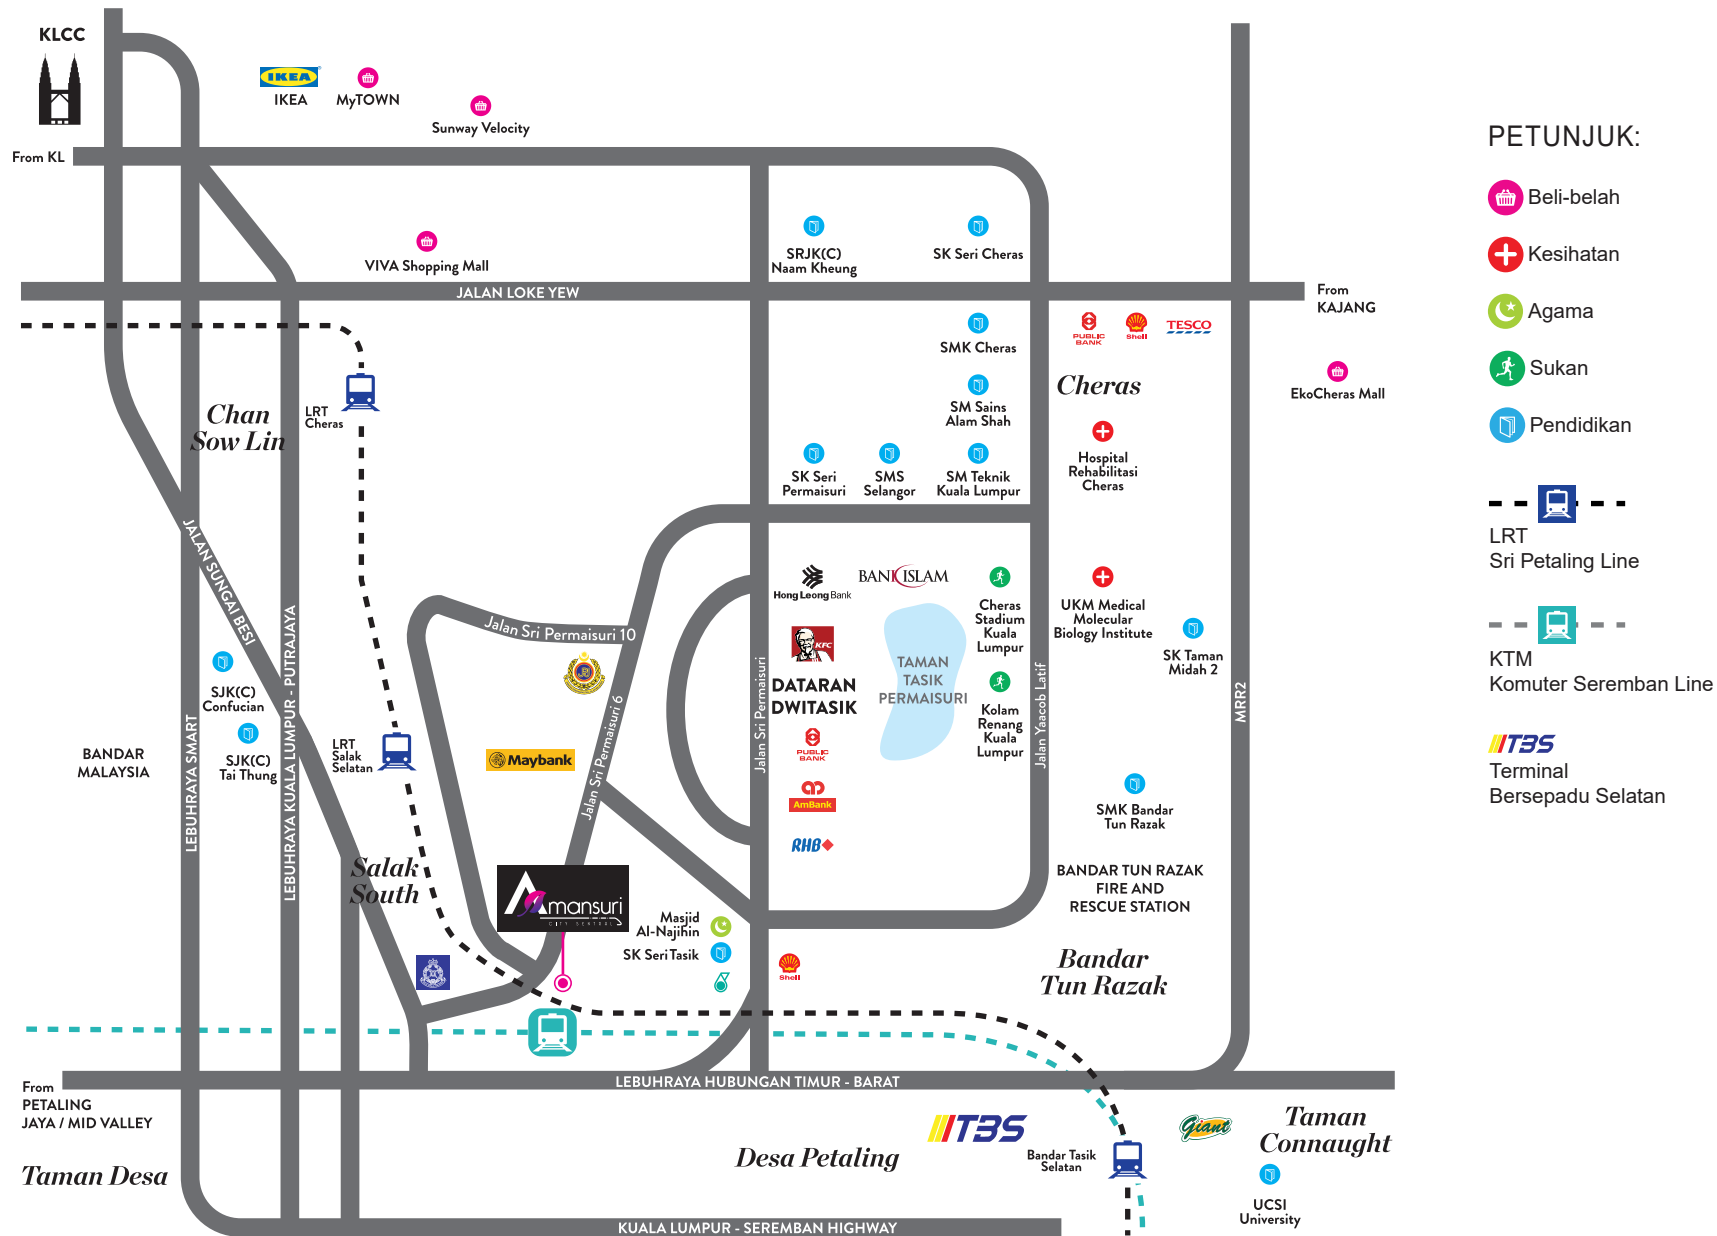 KLCC
IKEA
IKEA
MyTOWN
Sunway Velocity
From KL
VIVA Shopping Mall
SRJK(C)
Naam Kheung
SK Seri Cheras
JALAN LOKE YEW
From
KAJANG
SMK Cheras
PUBLIC
BANK
Shell
TESCO
Cheras
EkoCheras Mall
Chan
Sow Lin
LRT
Cheras
SM Sains
Alam Shah
Hospital
Rehabilitasi
Cheras
SK Seri
Permaisuri
SMS
Selangor
SM Teknik
Kuala Lumpur
JALAN SUNGAI BESI
LEBUHRAYA SMART
LEBUHRAYA KUALA LUMPUR - PUTRAJAYA
Jalan Sri Permaisuri 10
Jalan Sri Permaisuri 6
Jalan Sri Permaisuri
Jalan Yaacob Latif
MRR2
HongLeong Bank
BANK ISLAM
Cheras
Stadium
Kuala
Lumpur
UKM Medical
Molecular
Biology Institute
SK Taman
Midah 2
KFC
DATARAN
DWITASIK
TAMAN
TASIK
PERMAISURI
Kolam
Renang
Kuala
Lumpur
SJK(C)
Confucian
SJK(C)
Tai Thung
BANDAR
MALAYSIA
LRT
Salak
Selatan
Maybank
PUBLIC
BANK
AmBank
RHB
SMK Bandar
Tun Razak
Salak
South
Amansuri
CITY SENTRAL
BANDAR TUN RAZAK
FIRE AND
RESCUE STATION
Masjid
Al-Najihin
SK Seri Tasik
Shell
Bandar
Tun Razak
LEBUHRAYA HUBUNGAN TIMUR - BARAT
From
PETALING
JAYA / MID VALLEY
Taman Desa
Desa Petaling
TBS
Bandar Tasik
Selatan
Giant
Taman
Connaught
UCSI
University
KUALA LUMPUR - SEREMBAN HIGHWAY
PETUNJUK:
Beli-belah
Kesihatan
Agama
Sukan
Pendidikan
LRT
Sri Petaling Line
KTM
Komuter Seremban Line
TBS
Terminal
Bersepadu Selatan